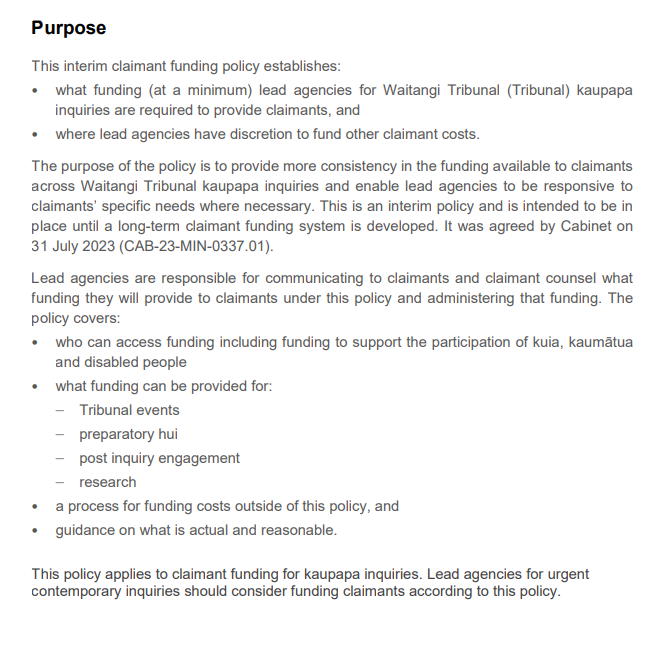 Purpose
This interim claimant funding policy establishes:
• what funding (at a minimum) lead agencies for Waitangi Tribunal (Tribunal) kaupapa
inquiries are required to provide claimants, and
• where lead agencies have discretion to fund other claimant costs.
The purpose of the policy is to provide more consistency in the funding available to claimants
across Waitangi Tribunal kaupapa inquiries and enable lead agencies to be responsive to
claimants’ specific needs where necessary. This is an interim policy and is intended to be in
place until a long-term claimant funding system is developed. It was agreed by Cabinet on
31 July 2023 (CAB-23-MIN-0337.01).
Lead agencies are responsible for communicating to claimants and claimant counsel what
funding they will provide to claimants under this policy and administering that funding. The
policy covers:
• who can access funding including funding to support the participation of kuia, kaumātua
and disabled people
• what funding can be provided for:
– Tribunal events
– preparatory hui
– post inquiry engagement
– research
• a process for funding costs outside of this policy, and
• guidance on what is actual and reasonable.
This policy applies to claimant funding for kaupapa inquiries. Lead agencies for urgent
contemporary inquiries should consider funding claimants according to this policy.